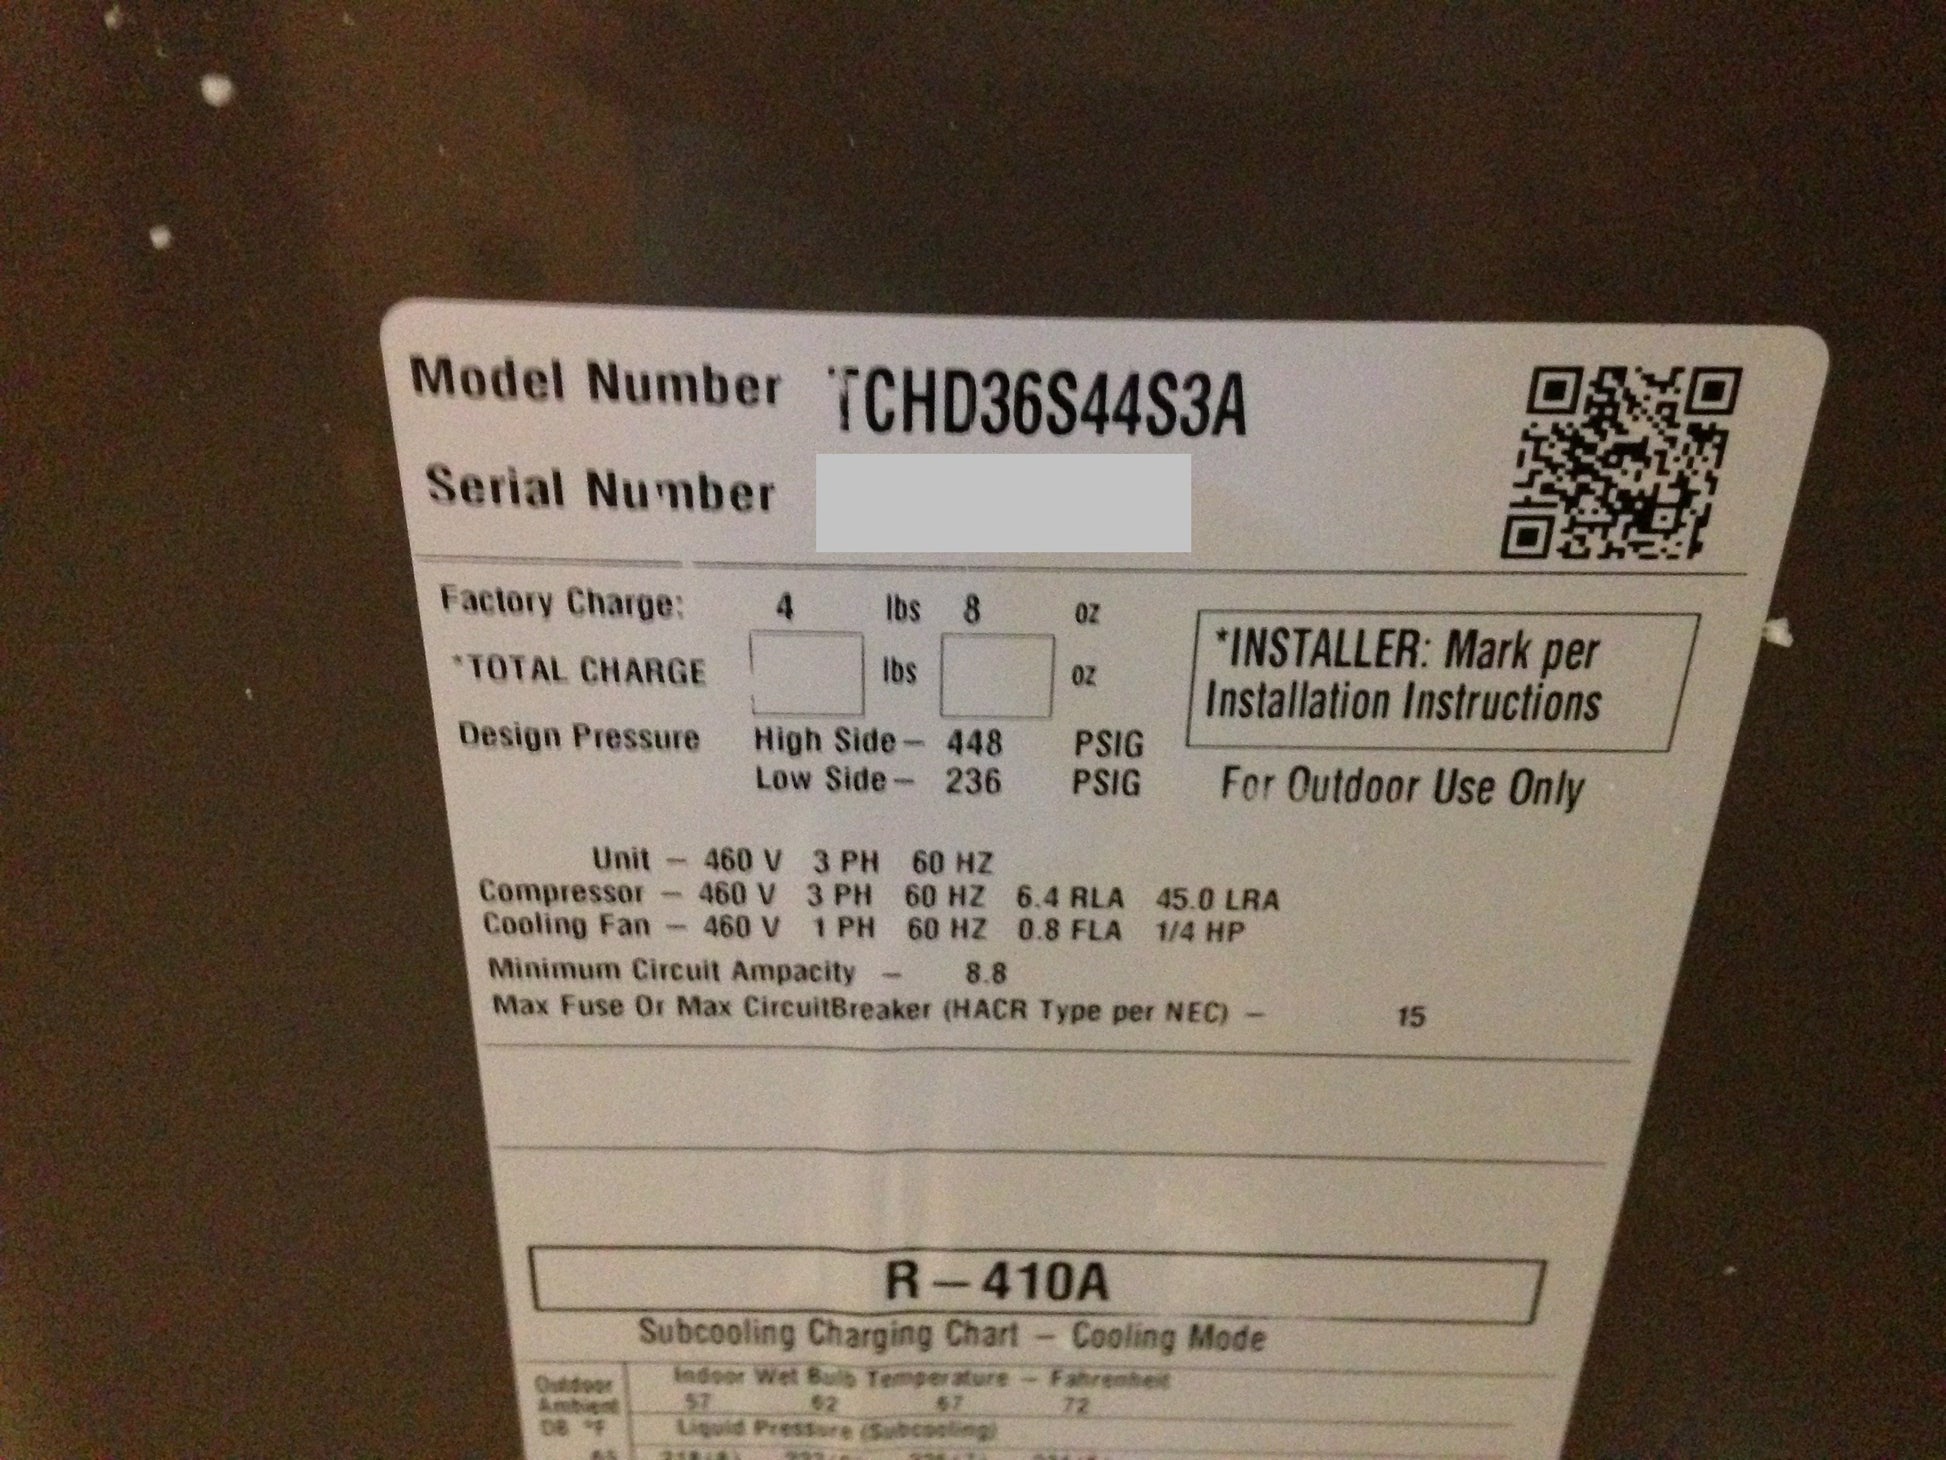 Model Number TCHD36S44S3A
Serial Number
Factory Charge: 4 lbs 8 oz
*TOTAL CHARGE lbs oz
*INSTALLER: Mark per
Installation Instructions
Design Pressure High Side – 448 PSIG
Low Side – 236 PSIG
For Outdoor Use Only
Unit – 460 V 3 PH 60 HZ
Compressor – 460 V 3 PH 60 HZ 6.4 RLA 45.0 LRA
Cooling Fan – 460 V 1 PH 60 HZ 0.8 FLA 1/4 HP
Minimum Circuit Ampacity – 8.8
Max Fuse Or Max CircuitBreaker (HACR Type per NEC) – 15
R–410A
Subcooling Charging Chart – Cooling Mode
Indoor Wet Bulb Temperature – Fahrenheit
Outdoor
Ambient
DB °F
57 62 67 72
Liquid Pressure (Subcooling)